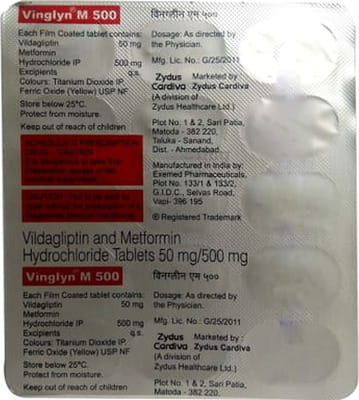 Vinglyn® M 500
विनग्लीन एम ५००
Each Film Coated tablet contains:
Vildagliptin 50 mg
Metformin
Hydrochloride IP 500 mg
Excipients q.s.
Colours: Titanium Dioxide IP.
Ferric Oxide (Yellow) USP NF
Store below 25°C.
Protect from moisture.
Keep out of reach of children
Dosage: As directed by
the Physician.
Mfg. Lic. No.: G/25/2011
Zydus Marketed by
Cardiva Zydus Cardiva
(A division of
Zydus Healthcare Ltd.)
Plot No. 1 & 2, Sari Patia,
Matoda - 382 220,
Taluka - Sanand,
Dist. - Ahmedabad.
Manufactured in India by:
Exemed Pharmaceuticals,
Plot No. 133/1 & 133/2,
G.I.D.C., Selvas Road,
Vapi- 396 195
® Registered Trademark
Vildagliptin and Metformin
Hydrochloride Tablets 50 mg/500 mg
Vinglyn® M 500
विनग्लीन एम ५००
Each Film Coated tablet contains:
Vildagliptin 50 mg
Metformin
Hydrochloride IP 500 mg
Excipients q.s.
Colours: Titanium Dioxide IP.
Ferric Oxide (Yellow) USP NF
Store below 25°C.
Protect from moisture.
Keep out of reach of children
Dosage: As directed by
the Physician.
Mfg. Lic. No.: G/25/2011
Zydus Marketed by :
Cardiva Zydus Cardiva
(A division of
Zydus Healthcare Ltd.)
Plot No. 1 & 2, Sari Patia,
Matoda - 382 220,